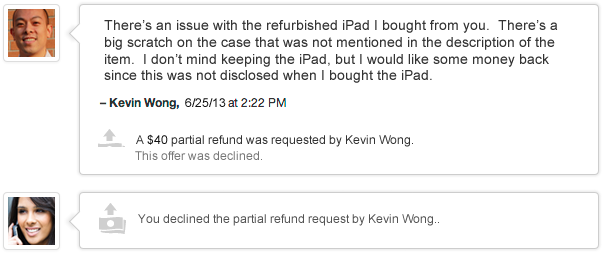 There’s an issue with the refurbished iPad I bought from you.  There’s a
big scratch on the case that was not mentioned in the description of the
item.  I don’t mind keeping the iPad, but I would like some money back
since this was not disclosed when I bought the iPad.
– Kevin Wong, 6/25/13 at 2:22 PM
A $40 partial refund was requested by Kevin Wong.
This offer was declined.
You declined the partial refund request by Kevin Wong..